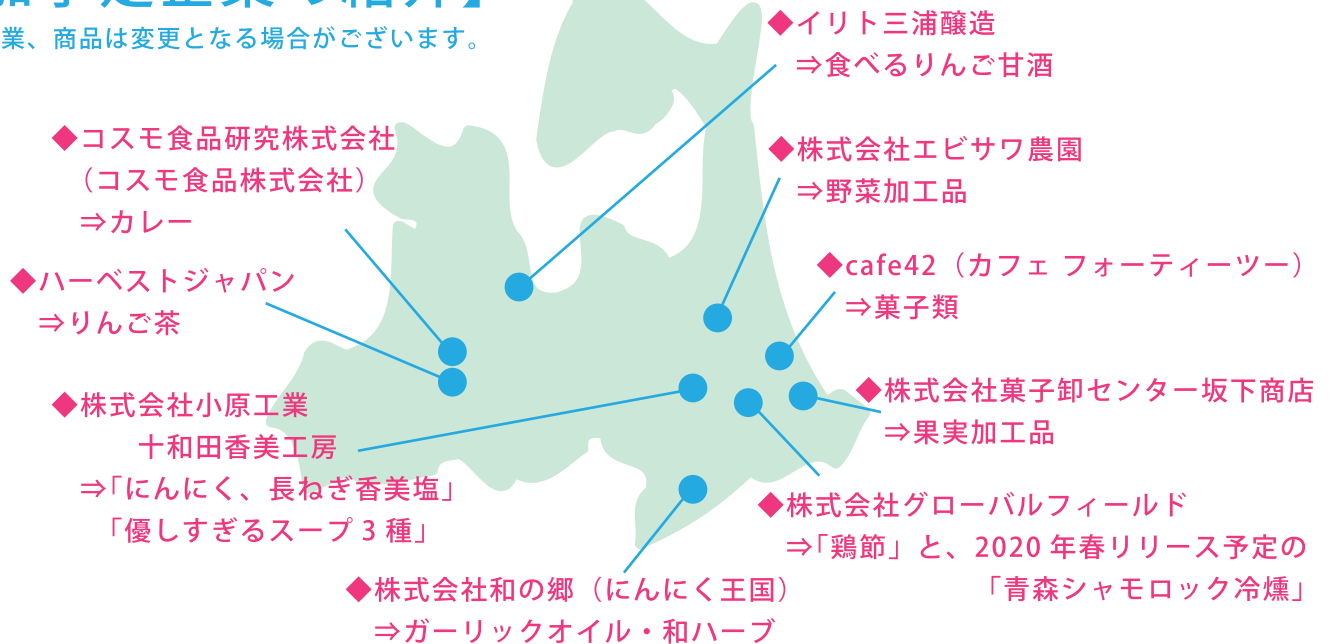 業、商品は変更となる場合がございます。
◆イリト三浦醸造
⇒食べるりんご甘酒
◆コスモ食品研究株式会社
（コスモ食品株式会社）
⇒カレー
◆株式会社エビサワ農園
⇒野菜加工品
◆ハーベストジャパン
⇒りんご茶
◆cafe42（カフェ フォーティーツー）
⇒菓子類
◆株式会社小原工業
十和田香美工房
⇒「にんにく、長ねぎ香美塩」
「優しすぎるスープ 3 種」
◆株式会社菓子卸センター坂下商店
⇒果実加工品
◆株式会社グローバルフィールド
⇒「鶏節」と、2020 年春リリース予定の
「青森シャモロック冷燻」
◆株式会社和の郷（にんにく王国）
⇒ガーリックオイル・和ハーブ